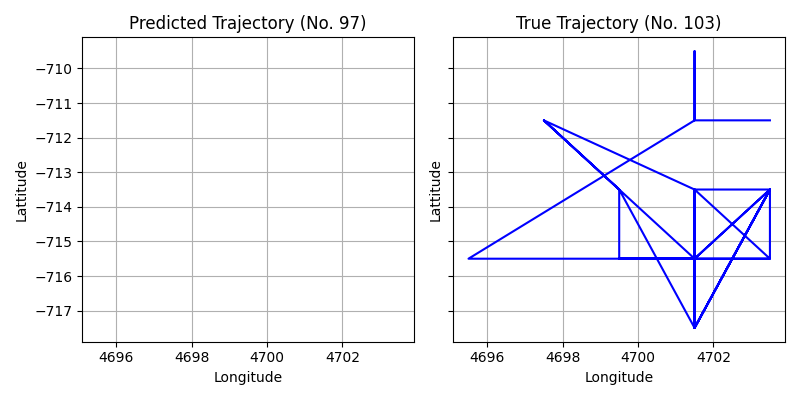 Predicted Trajectory (No. 97)
−710
−711
−712
−713
−714
−715
−716
−717
Lattitude
4696 4698 4700 4702
Longitude
True Trajectory (No. 103)
Lattitude
4696 4698 4700 4702
Longitude